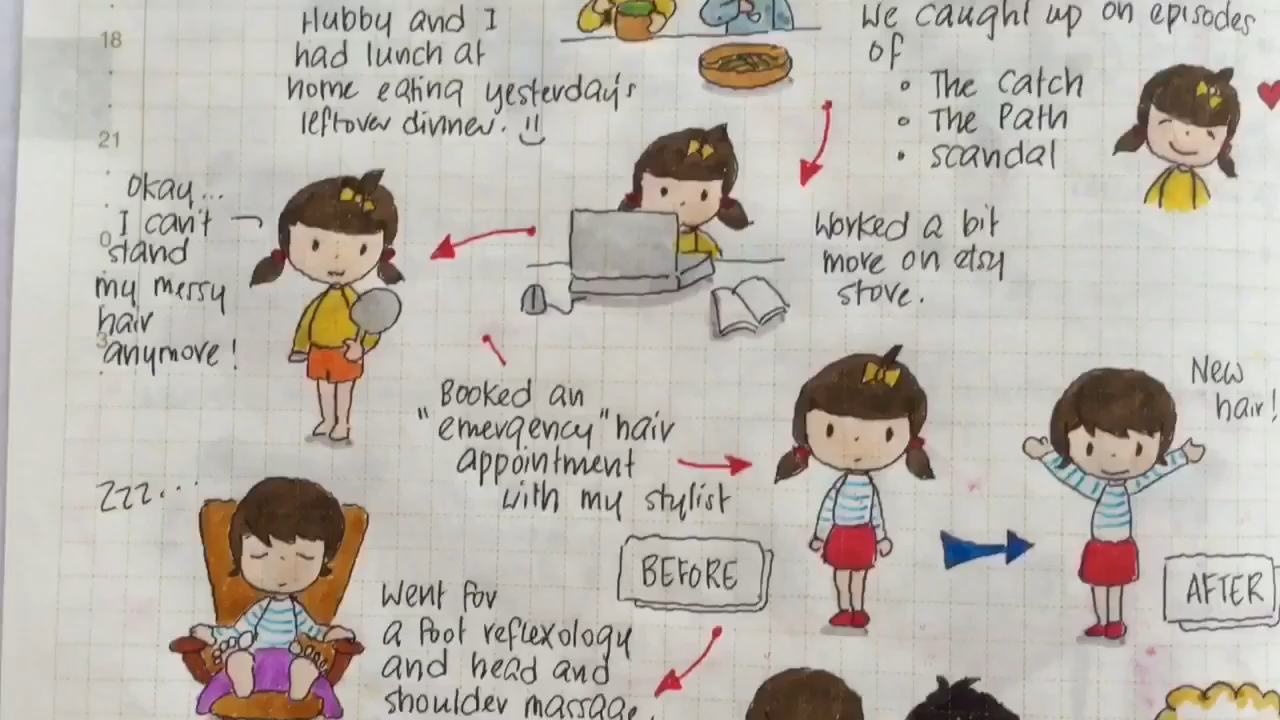 18
Hubby and I
had lunch at
home eating yesterday's
leftover dinner.
We caught up on episodes
of
• The Catch
• The Path
• scandal
21
Worked a bit
more on etsy
store.
Okay...
I can't
0
stand
my messy
hair
3
anymore!
Booked an
"emergency" hair
appointment
with my stylist
BEFORE
New
hair!
AFTER
Zzz...
Went for
a foot reflexology
and head and
shoulder massage.